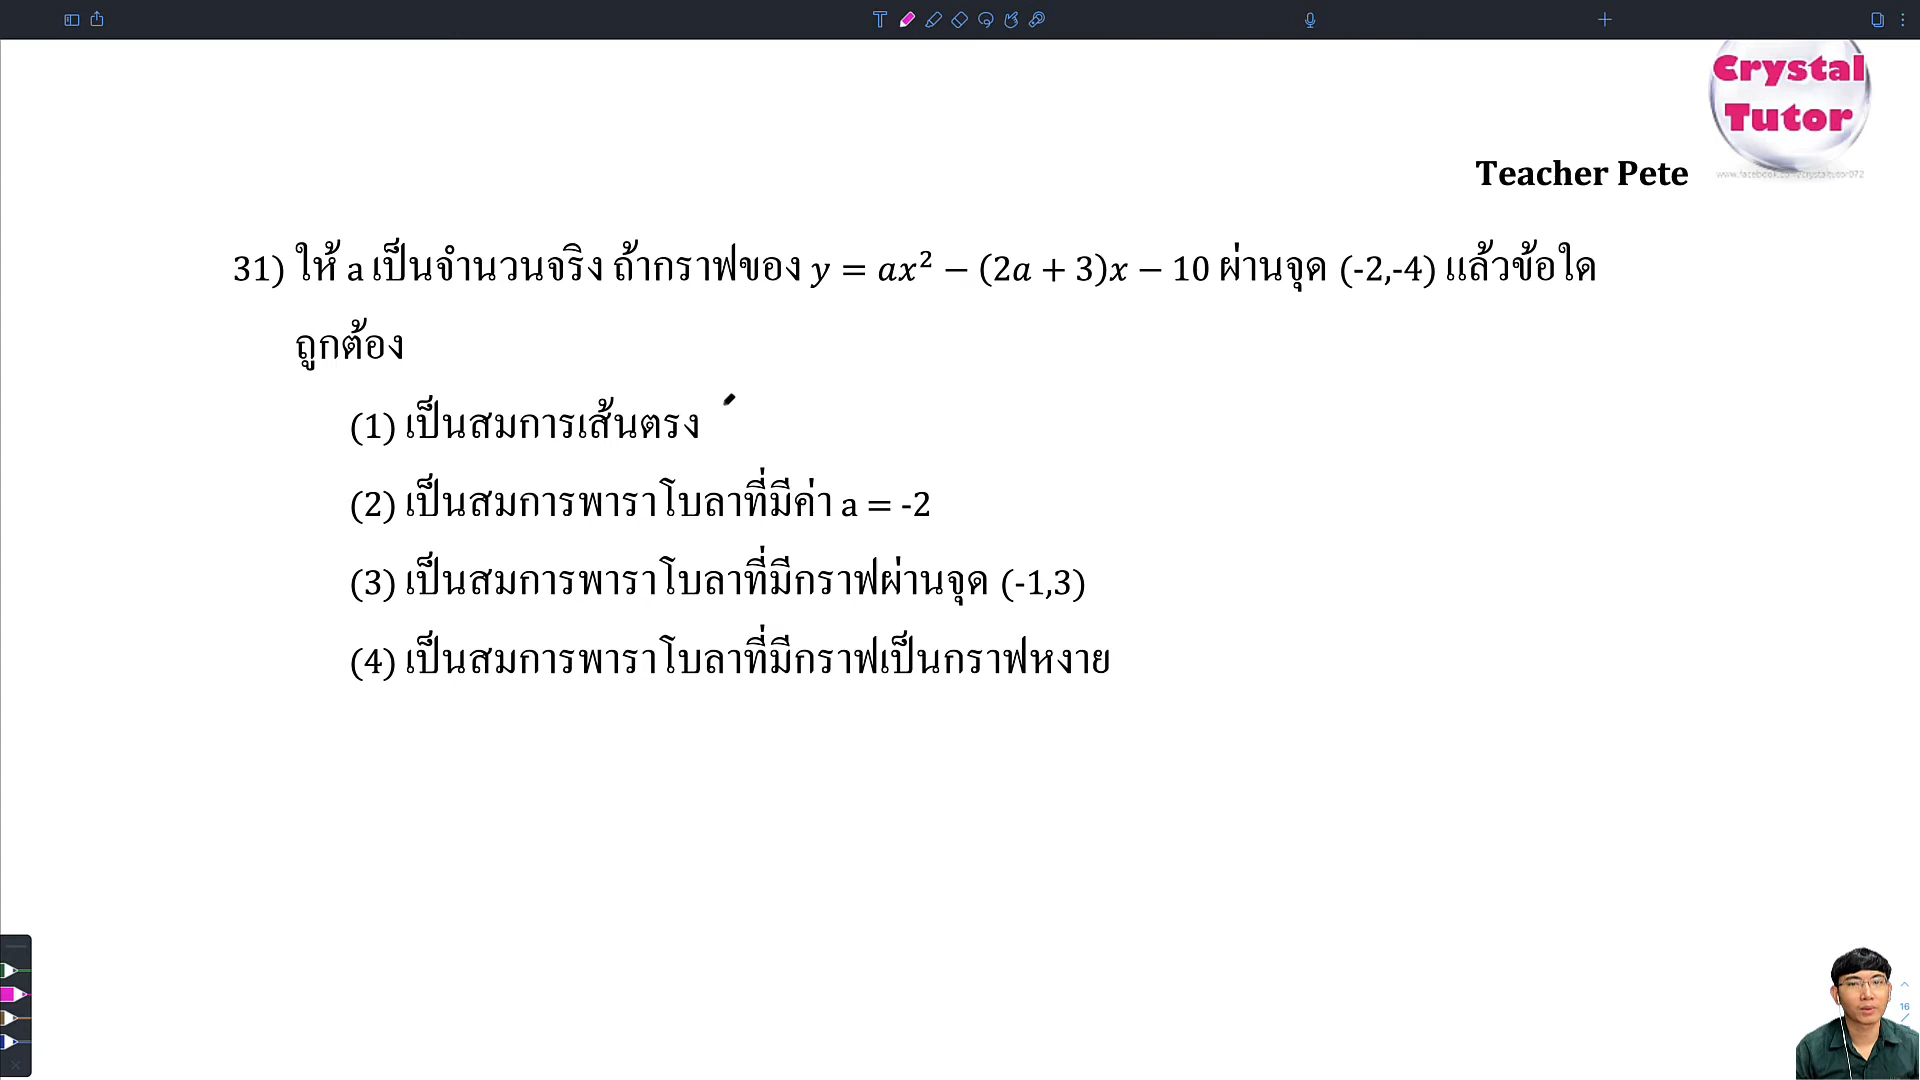 Crystal
Tutor
www.facebook.com/crystaltutor072
Teacher Pete
31) ให้ a เป็นจำนวนจริง ถ้ากราฟของ y = ax² − (2a + 3)x − 10 ผ่านจุด (-2,-4) แล้วข้อใด
ถูกต้อง
(1) เป็นสมการเส้นตรง
(2) เป็นสมการพาราโบลาที่มีค่า a = -2
(3) เป็นสมการพาราโบลาที่มีกราฟผ่านจุด (-1,3)
(4) เป็นสมการพาราโบลาที่มีกราฟเป็นกราฟหงาย
16